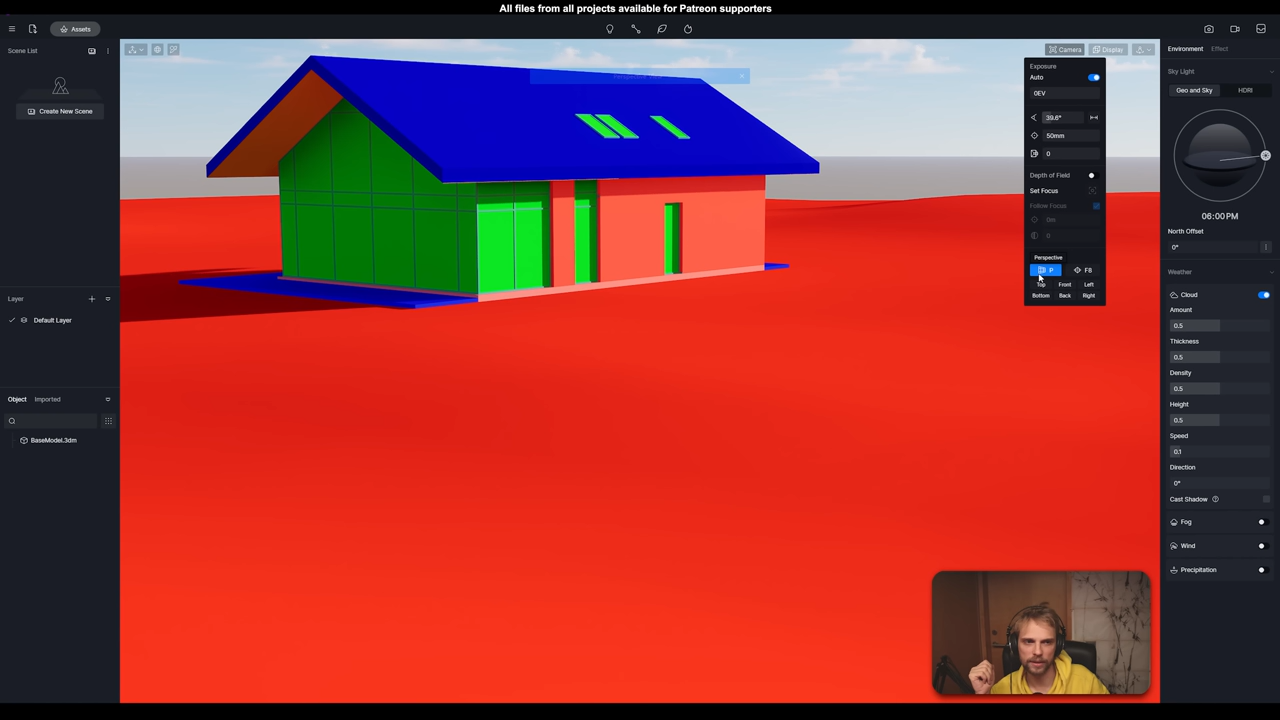 All files from all projects available for Patreon supporters
Assets
Scene List
Create New Scene
Layer
Default Layer
Object
Imported
BaseModel.3dm
Camera
Display
Exposure
Auto
0EV
39.6°
50mm
0
Depth of Field
Set Focus
Follow Focus
0m
0
Perspective
P
F8
Top
Front
Left
Bottom
Back
Right
Environment
Effect
Sky Light
Geo and Sky
HDRI
06:00PM
North Offset
0°
Weather
Cloud
Amount
0.5
Thickness
0.5
Density
0.5
Height
0.5
Speed
0.1
Direction
0°
Cast Shadow
Fog
Wind
Precipitation